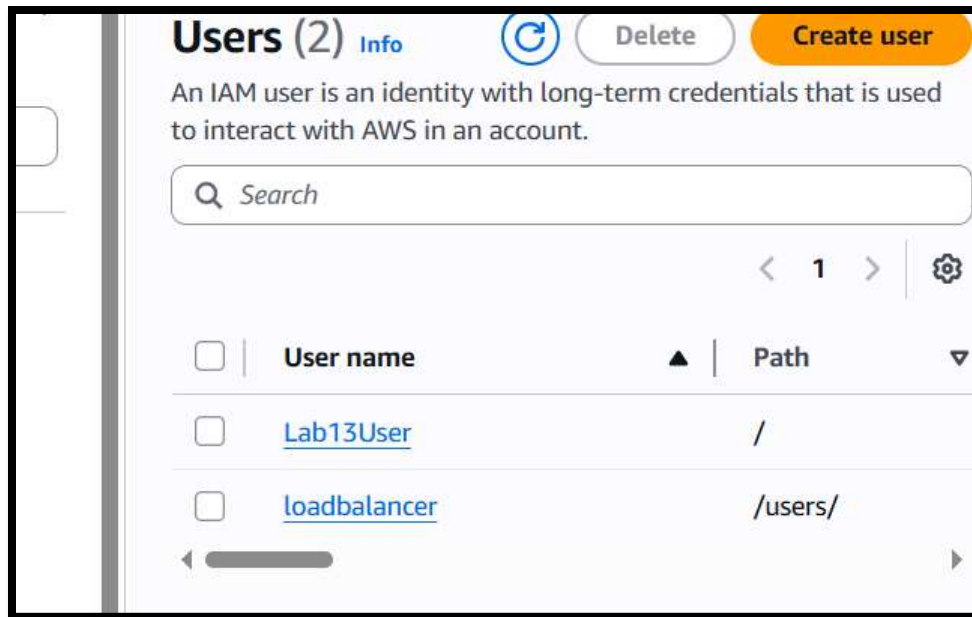 Users (2) Info Delete Create user
An IAM user is an identity with long-term credentials that is used
to interact with AWS in an account.
Search
1
User name Path
Lab13User /
loadbalancer /users/